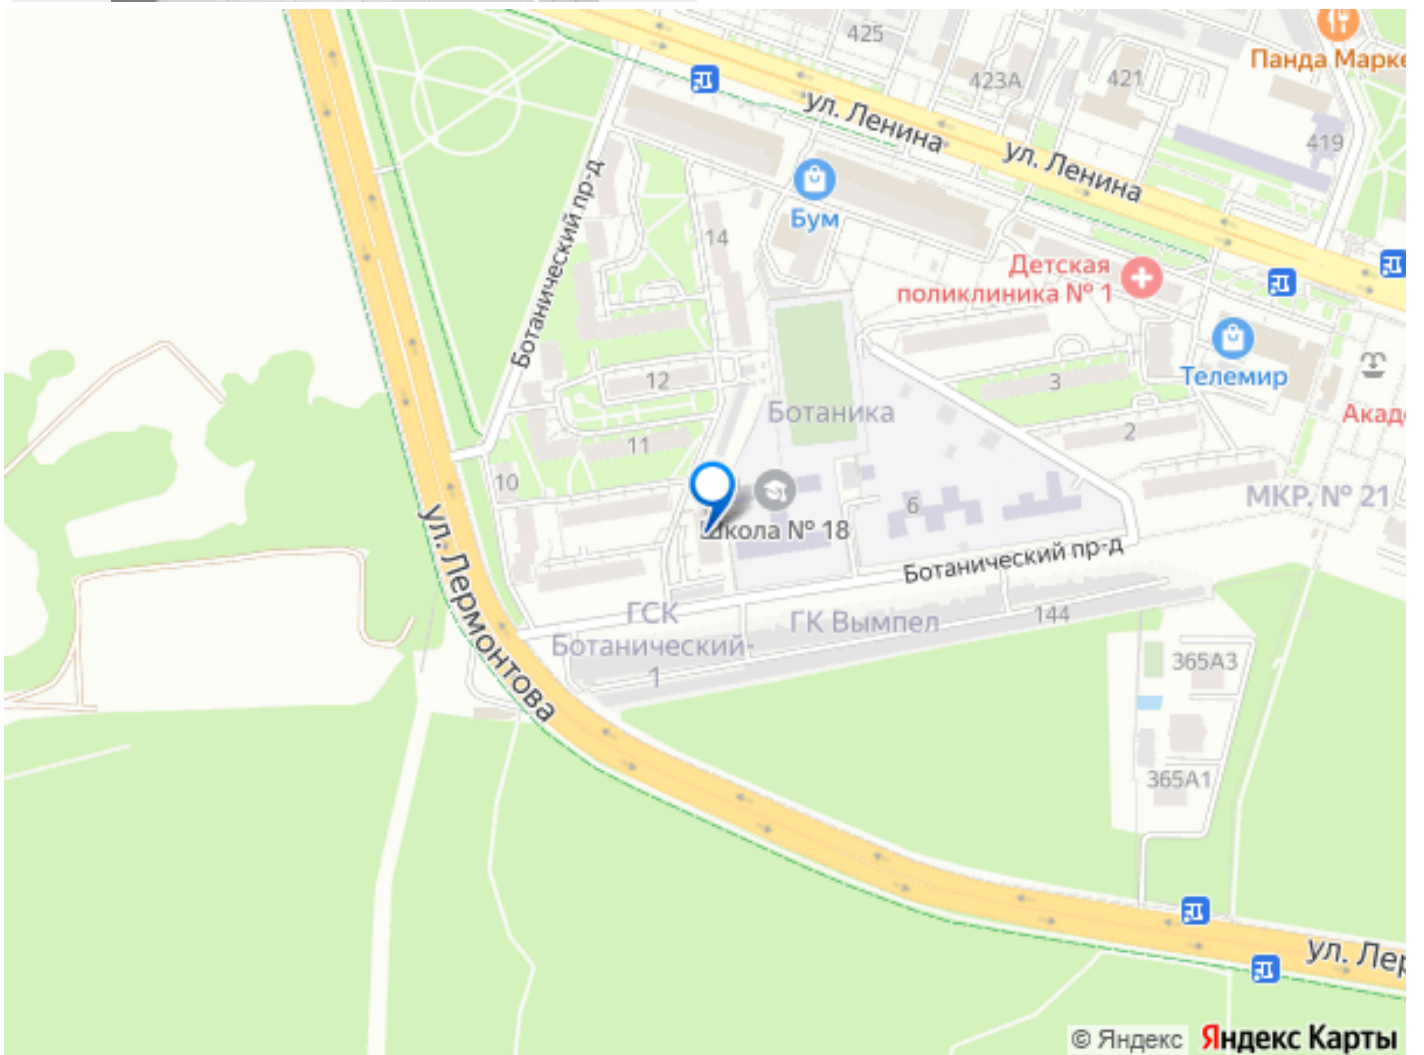 425
Панда Марке
423А
421
ул. Ленина
419
ул. Ленина
Ботанический пр-д
Бум
14
Детская
поликлиника № 1
Телемир
12
3
Ботаника
Акад
2
11
10
6
МКР. № 21
Школа № 18
ул. Лермонтова
Ботанический пр-д
ГСК
Ботанический-
1
ГК Вымпел
144
365А3
365А1
ул. Лер
© Яндекс Яндекс Карты